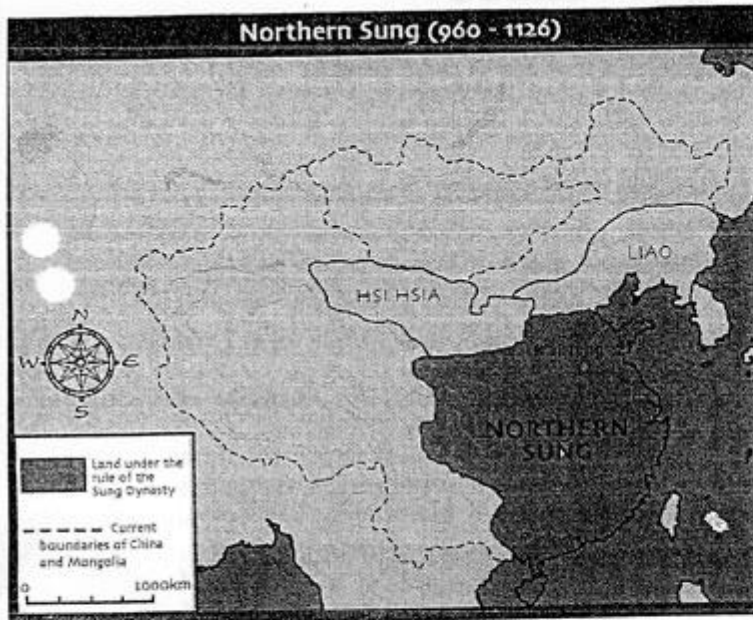 Northern Sung (960 - 1126)
LIAO
HSI HSIA
N
W E
S
NORTHERN
SUNG
Land under the
rule of the
Sung Dynasty
Current
boundaries of China
and Mongolia
0 1000km